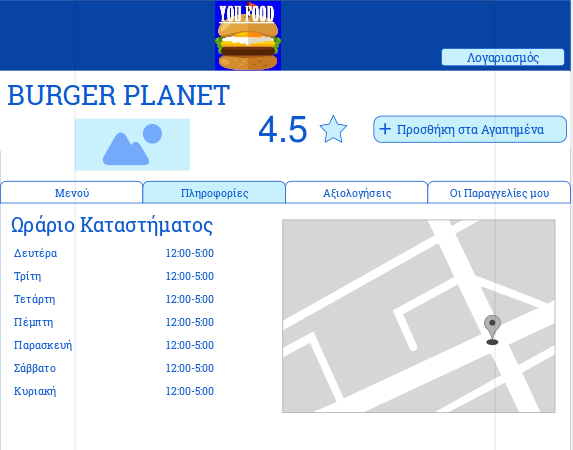 YOU FOOD
Λογαριασμός
BURGER PLANET
4.5
+ Προσθήκη στα Αγαπημένα
Μενού Πληροφορίες Αξιολογήσεις Οι Παραγγελίες μου
Ωράριο Καταστήματος
Δευτέρα 12:00-5:00
Τρίτη 12:00-5:00
Τετάρτη 12:00-5:00
Πέμπτη 12:00-5:00
Παρασκευή 12:00-5:00
Σάββατο 12:00-5:00
Κυριακή 12:00-5:00